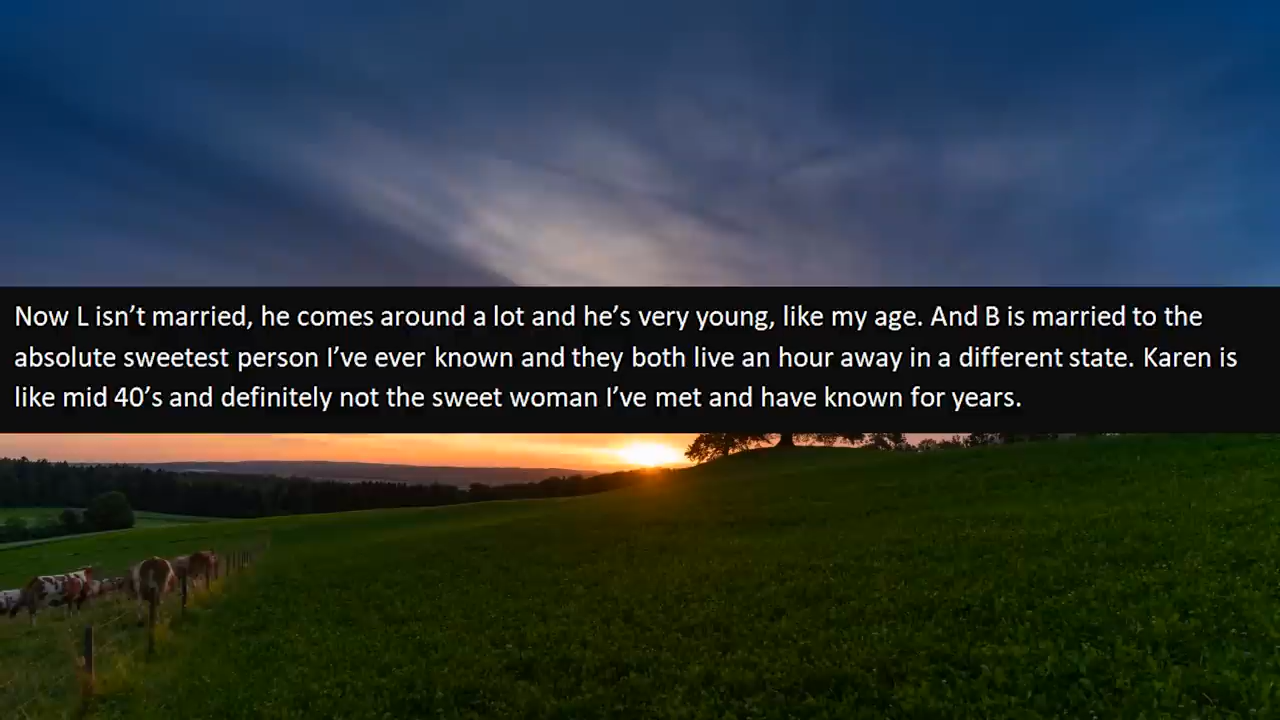 Now L isn’t married, he comes around a lot and he’s very young, like my age. And B is married to the
absolute sweetest person I’ve ever known and they both live an hour away in a different state. Karen is
like mid 40’s and definitely not the sweet woman I’ve met and have known for years.